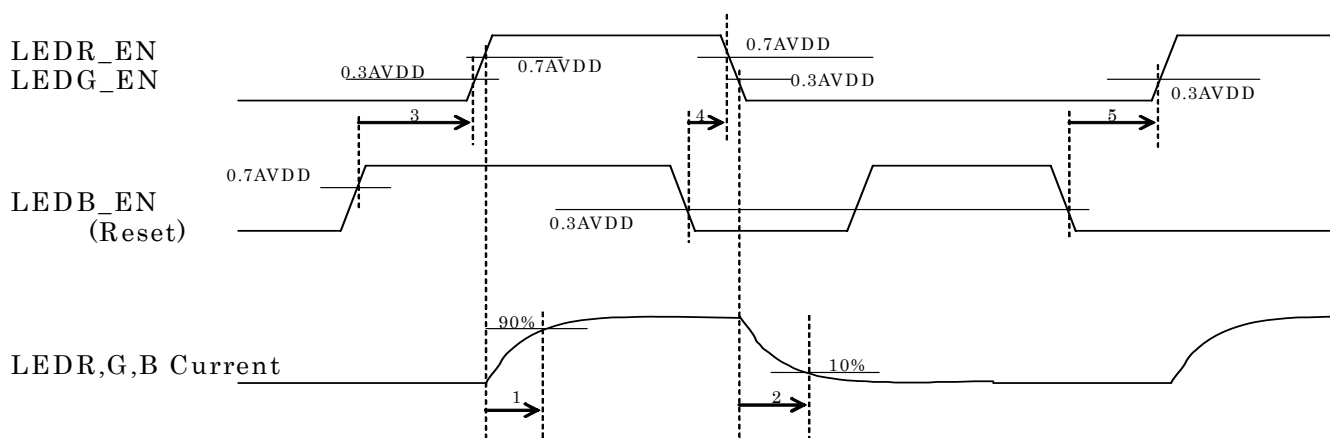 LEDR_EN
LEDG_EN
0.3AVDD
0.7AVDD
0.7AVDD
0.3AVDD
0.3AVDD
3
4
5
0.7AVDD
LEDB_EN
(Reset)
0.3AVDD
90%
LEDR,G,B Current
10%
1
2